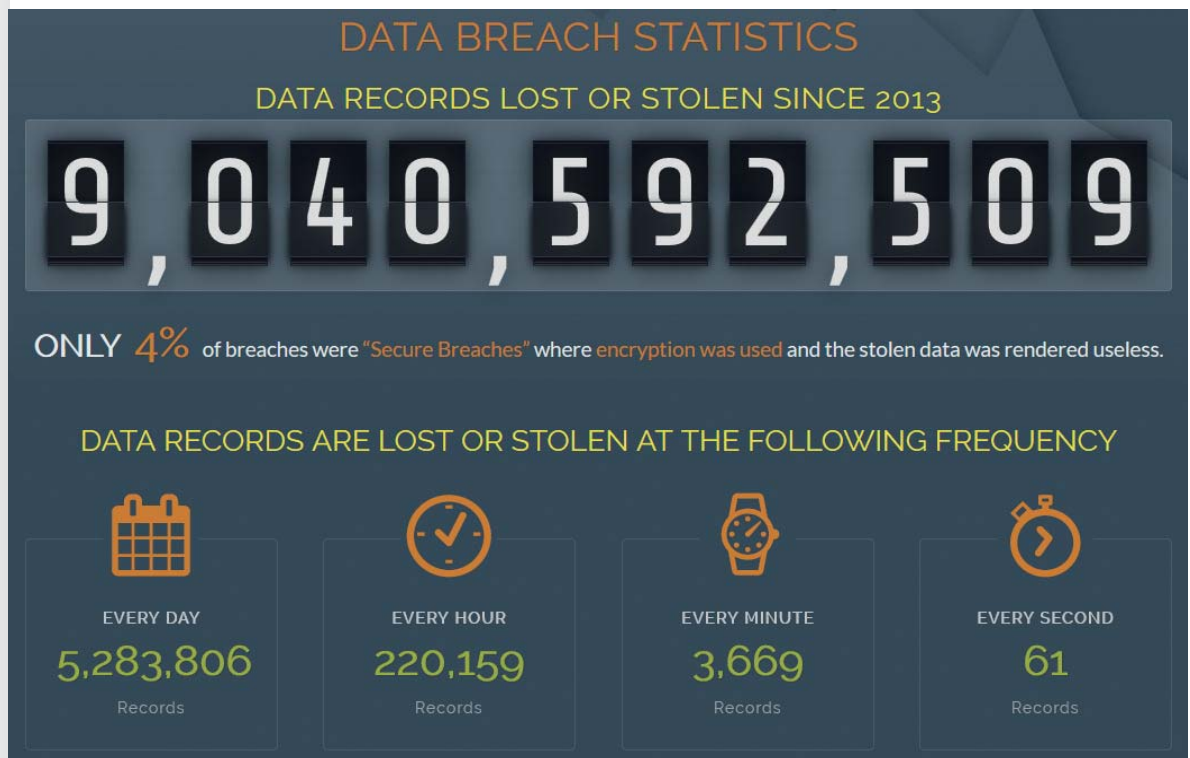 DATA BREACH STATISTICS
DATA RECORDS LOST OR STOLEN SINCE 2013
9,040,592,509
ONLY 4% of breaches were “Secure Breaches” where encryption was used and the stolen data was rendered useless.
DATA RECORDS ARE LOST OR STOLEN AT THE FOLLOWING FREQUENCY
EVERY DAY
5,283,806
Records
EVERY HOUR
220,159
Records
EVERY MINUTE
3,669
Records
EVERY SECOND
61
Records